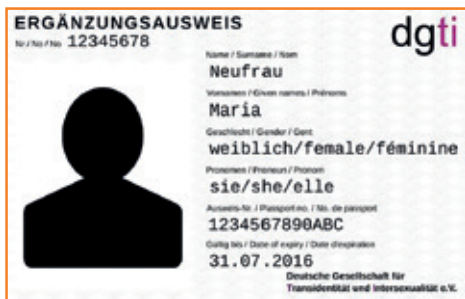 ERGÄNZUNGSAUSWEIS
Nr / No / No 12345678
dgti
Name / Surname / Nom
Neufrau
Vornamen / Given names / Prénoms
Maria
Geschlecht / Gender / Gent
weiblich/female/féminine
Pronomen / Pronoun / Pronom
sie/she/elle
Ausweis-Nr. / Passport no. / No. de passport
1234567890ABC
Gültig bis / Date of expiry / Date d'expiration
31.07.2016
Deutsche Gesellschaft für
Transidentität und Intersexualität e.V.